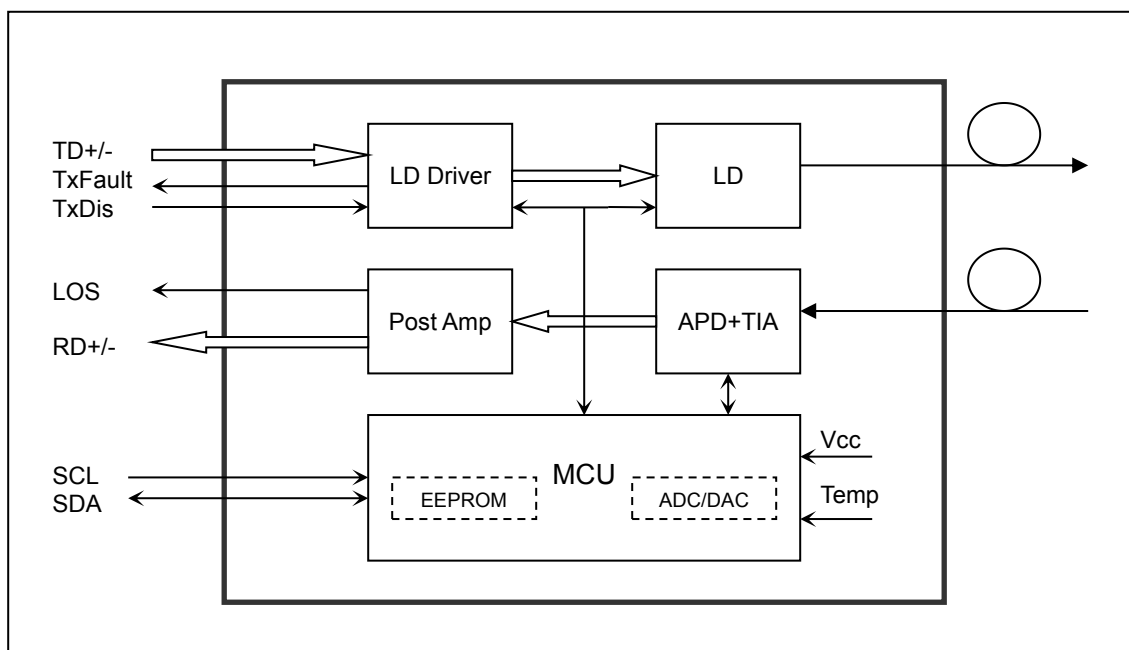 TD+/-
TxFault
TxDis
LD Driver
LD
LOS
RD+/-
Post Amp
APD+TIA
SCL
SDA
MCU
EEPROM
ADC/DAC
Vcc
Temp